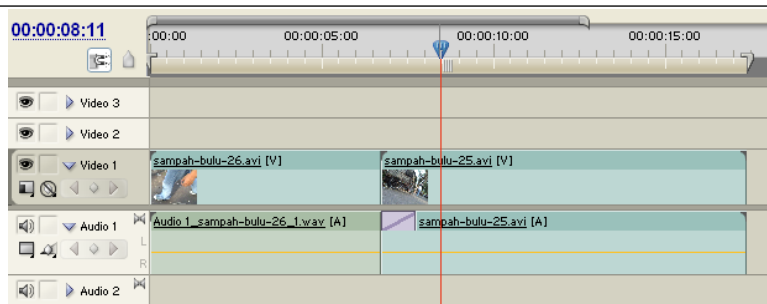 00:00:08:11
:00:00 00:00:05:00 00:00:10:00 00:00:15:00
Video 3
Video 2
Video 1
sampah-bulu-26.avi [V] sampah-bulu-25.avi [V]
Audio 1
Audio 1_sampah-bulu-26_1.wav [A] sampah-bulu-25.avi [A]
L
R
Audio 2